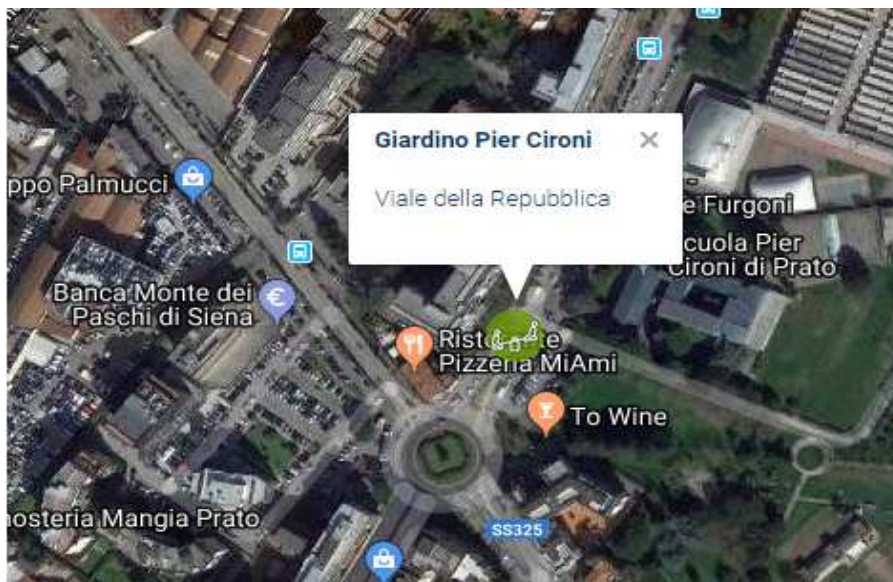 Giardino Pier Cironi
Viale della Repubblica
ppo Palmucci
e Furgoni
cuola Pier
Cironi di Prato
Banca Monte dei
Paschi di Siena
€
Pizzeria MiAmi
To Wine
nosteria Mangia Prato
SS325